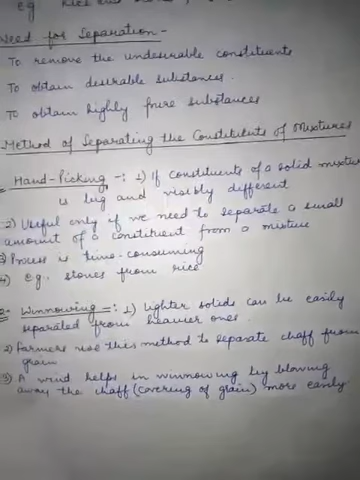 eg Rice and
Need for Separation -
To remove the undesirable constituents
To obtain desirable substances.
To obtain highly pure substances
Method of Separating the Constituents of Mixtures
Hand-Picking -: 1) If constituents of a solid mixture
is big and visibly different
2) Useful only if we need to separate a small
amount of a constituent from a mixture
3) Process is time-consuming
4) eg. stones from rice
2- Winnowing -: 1) Lighter solids can be easily
separated from heavier ones.
2) Farmers use this method to separate chaff from
grain
3) A wind helps in winnowing by blowing
away the chaff (covering of grain) more easily